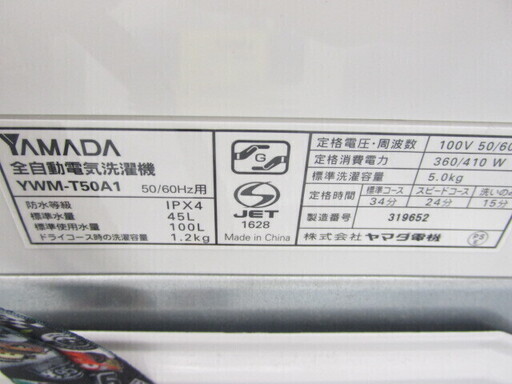 YAMADA
全自動電気洗濯機
YWM-T50A1 50/60Hz用
防水等級 IPX4
標準水量 45L
標準使用水量 100L
ドライコース時の洗濯容量 1.2kg
G
JET
1628
Made in China
定格電圧・周波数 100V 50/60
定格消費電力 360/410 W
標準洗濯容量 5.0kg
定格時間 標準コース 34分 スピードコース 24分 洗いのみ 15分
製造番号 319652
株式会社 ヤマダ電機